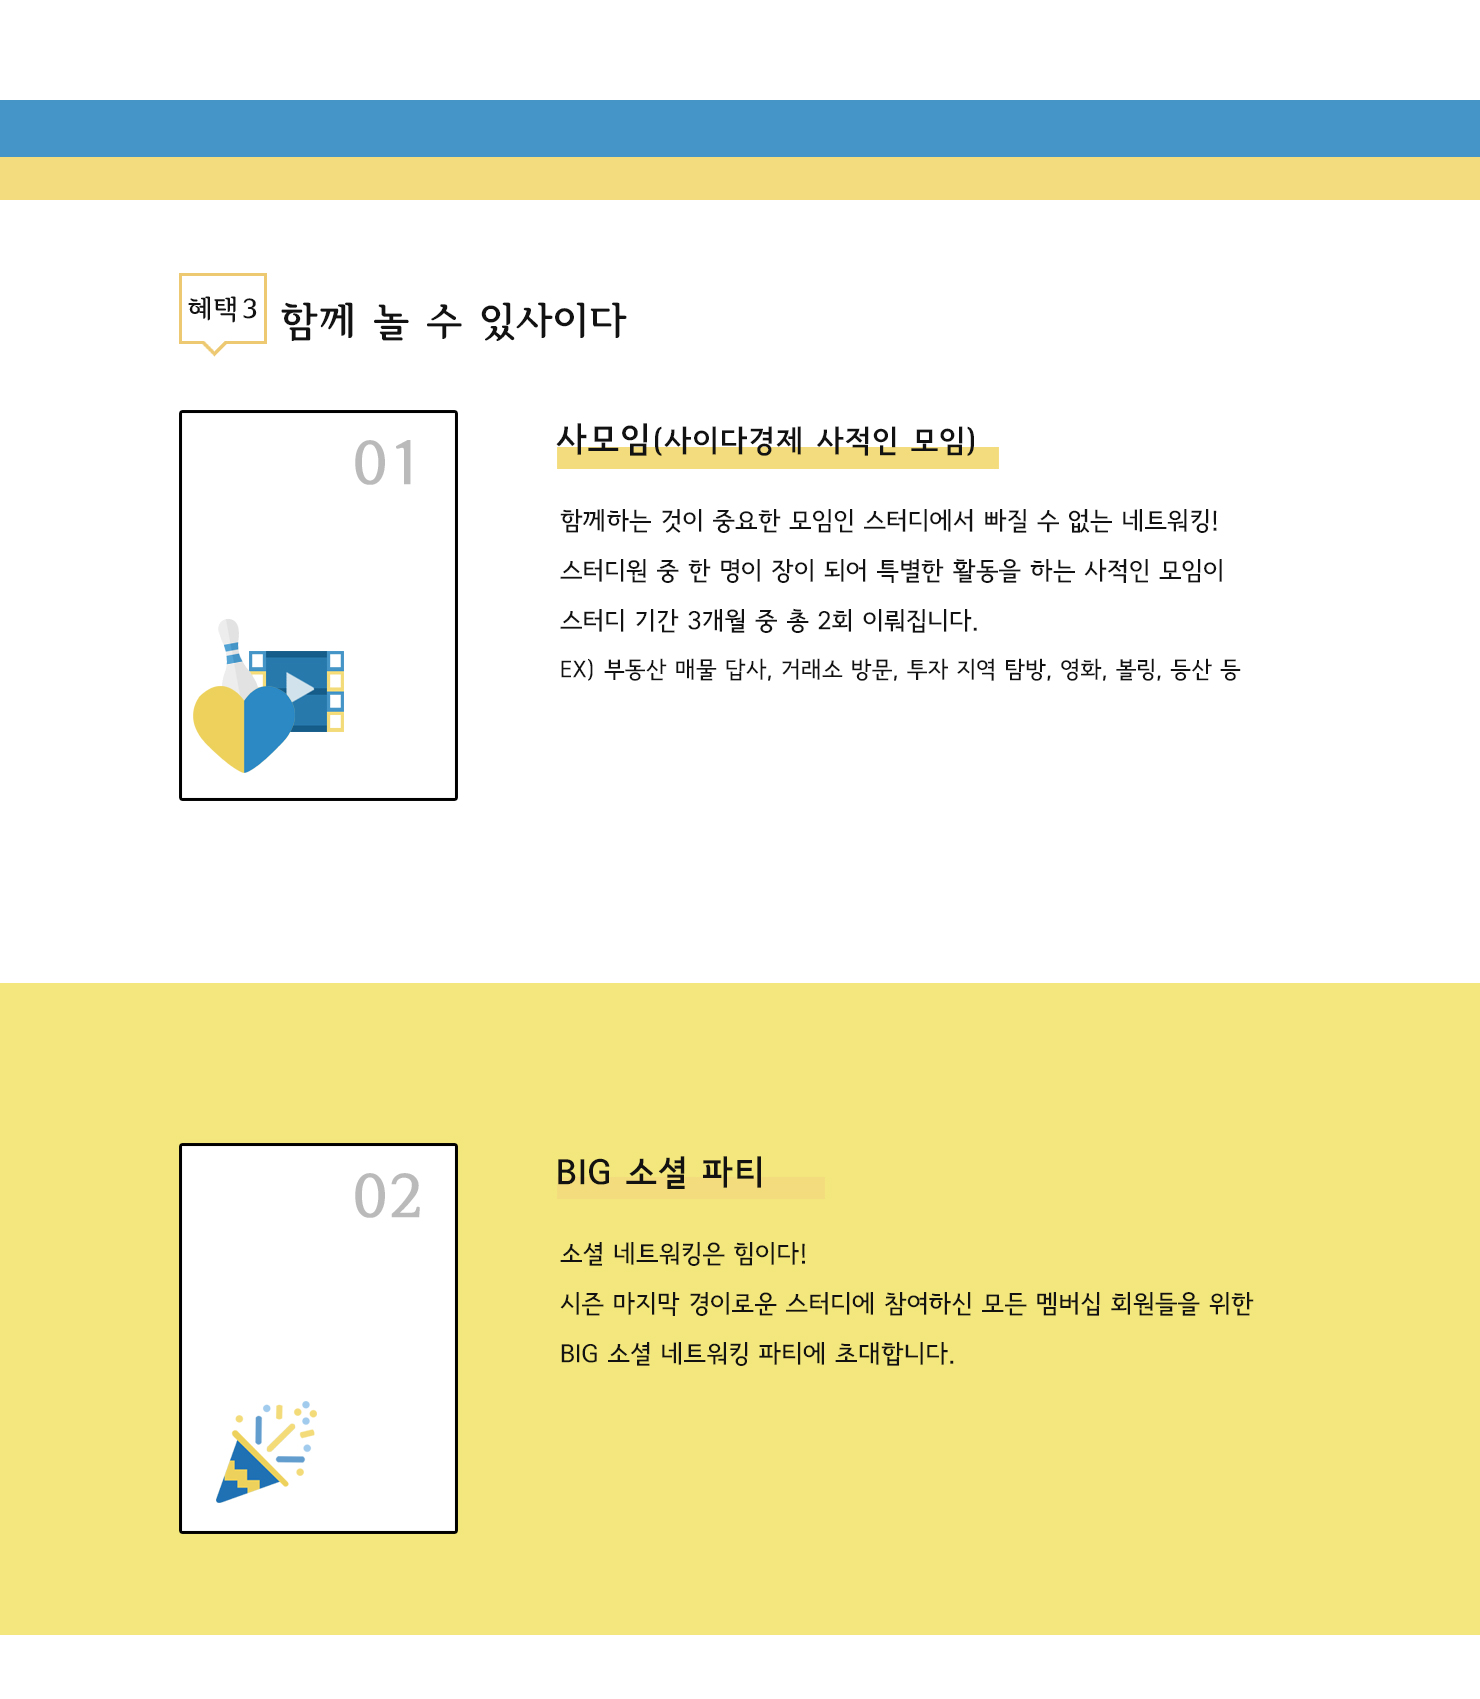 혜택3
함께 놀 수 있사이다
01
사모임(사이다경제 사적인 모임)
함께하는 것이 중요한 모임인 스터디에서 빠질 수 없는 네트워킹!
스터디원 중 한 명이 장이 되어 특별한 활동을 하는 사적인 모임이
스터디 기간 3개월 중 총 2회 이뤄집니다.
EX) 부동산 매물 답사, 거래소 방문, 투자 지역 탐방, 영화, 볼링, 등산 등
02
BIG 소셜 파티
소셜 네트워킹은 힘이다!
시즌 마지막 경이로운 스터디에 참여하신 모든 멤버십 회원들을 위한
BIG 소셜 네트워킹 파티에 초대합니다.